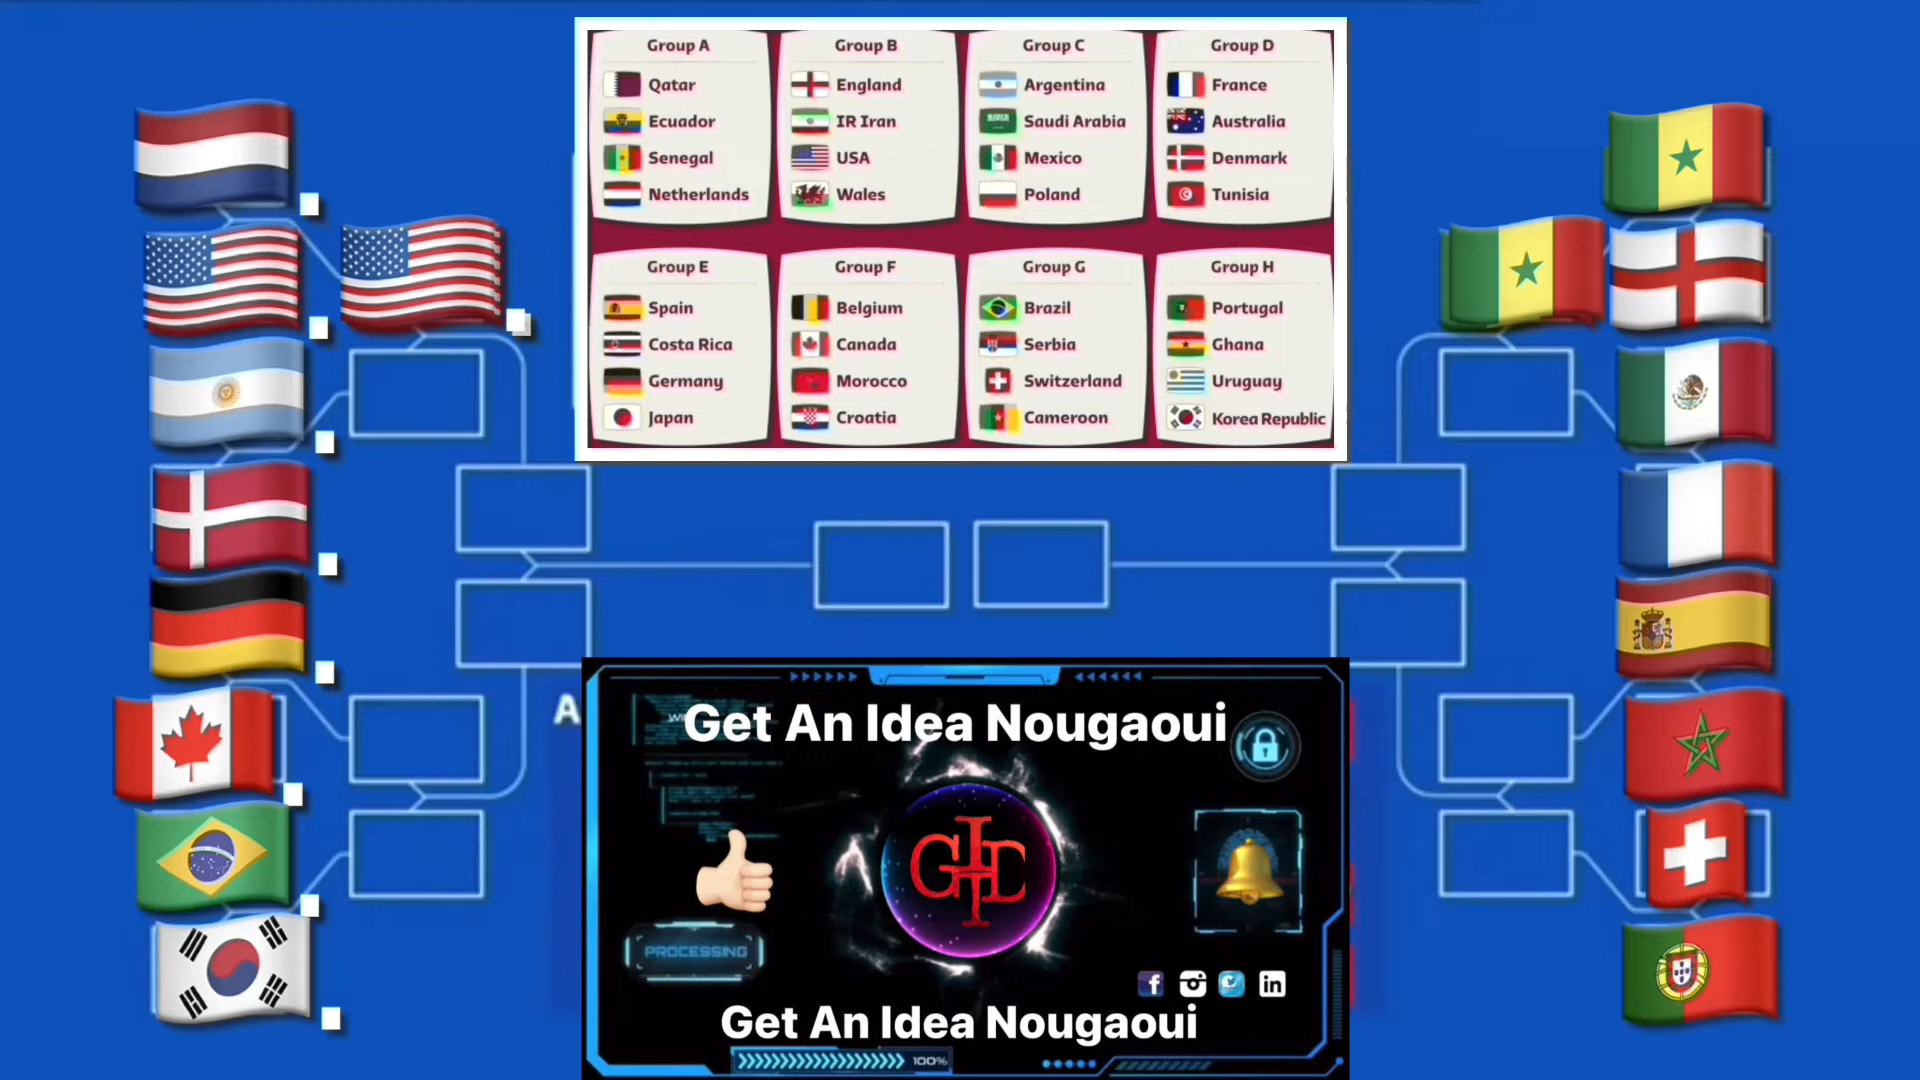 Group A
Qatar
Ecuador
Senegal
Netherlands
Group B
England
IR Iran
USA
Wales
Group C
Argentina
Saudi Arabia
Mexico
Poland
Group D
France
Australia
Denmark
Tunisia
Group E
Spain
Costa Rica
Germany
Japan
Group F
Belgium
Canada
Morocco
Croatia
Group G
Brazil
Serbia
Switzerland
Cameroon
Group H
Portugal
Ghana
Uruguay
Korea Republic
A
Get An Idea Nougaoui
PROCESSING
Get An Idea Nougaoui
100%